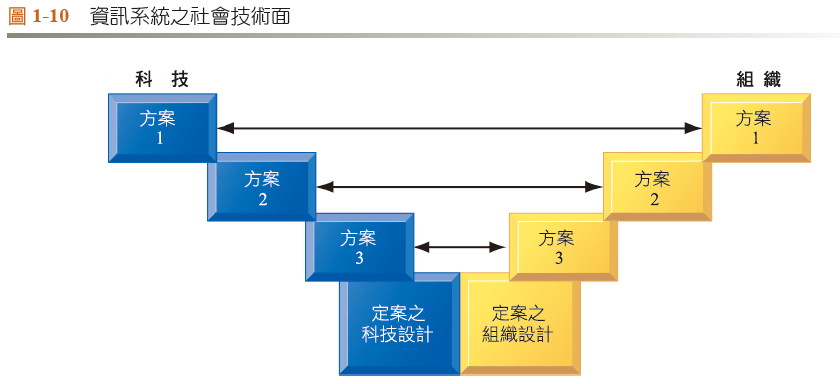 圖 1-10 資訊系統之社會技術面
科 技
組 織
方案
1
方案
1
方案
2
方案
2
方案
3
方案
3
定案之
科技設計
定案之
組織設計